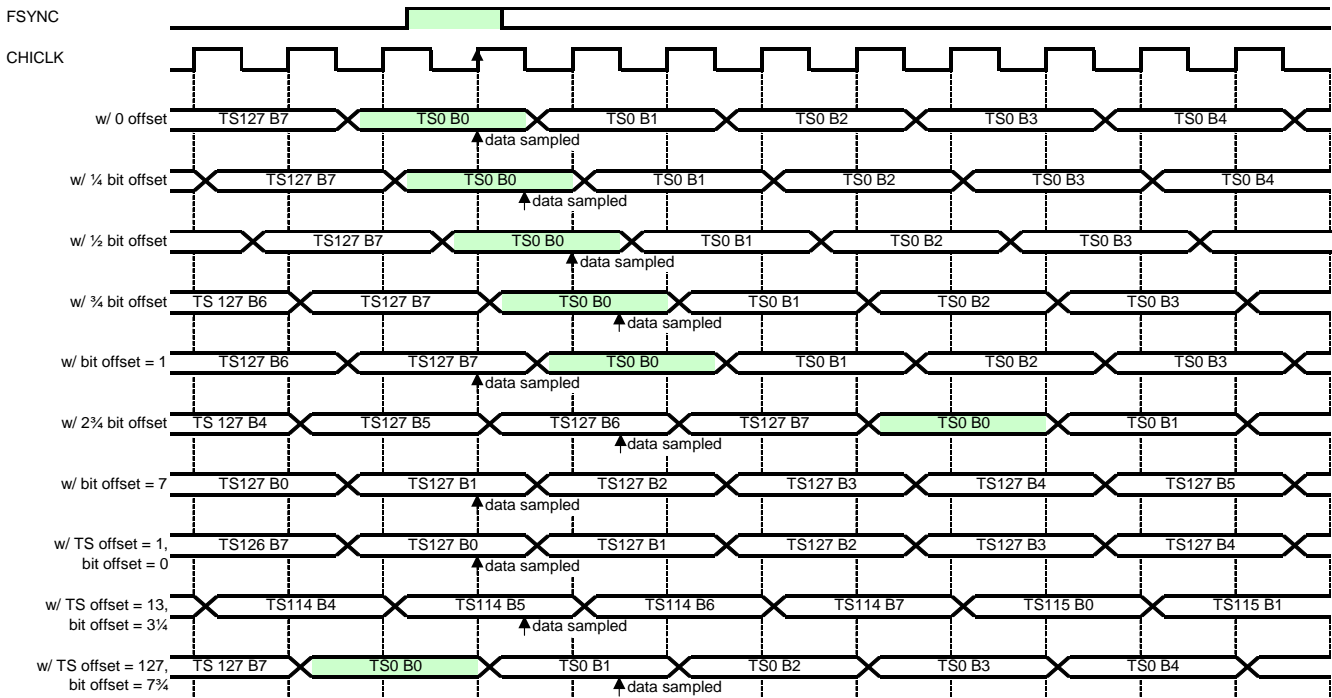 FSYNC
CHICLK
w/ 0 offset TS127 B7 TS0 B0 TS0 B1 TS0 B2 TS0 B3 TS0 B4
data sampled
w/ ¼ bit offset TS127 B7 TS0 B0 TS0 B1 TS0 B2 TS0 B3 TS0 B4
data sampled
w/ ½ bit offset TS127 B7 TS0 B0 TS0 B1 TS0 B2 TS0 B3
data sampled
w/ ¾ bit offset TS 127 B6 TS127 B7 TS0 B0 TS0 B1 TS0 B2 TS0 B3
data sampled
w/ bit offset = 1 TS127 B6 TS127 B7 TS0 B0 TS0 B1 TS0 B2 TS0 B3
data sampled
w/ 2¾ bit offset TS 127 B4 TS127 B5 TS127 B6 TS127 B7 TS0 B0 TS0 B1
data sampled
w/ bit offset = 7 TS127 B0 TS127 B1 TS127 B2 TS127 B3 TS127 B4 TS127 B5
data sampled
w/ TS offset = 1, TS126 B7 TS127 B0 TS127 B1 TS127 B2 TS127 B3 TS127 B4
bit offset = 0 data sampled
w/ TS offset = 13, TS114 B4 TS114 B5 TS114 B6 TS114 B7 TS115 B0 TS115 B1
bit offset = 3¼ data sampled
w/ TS offset = 127, TS 127 B7 TS0 B0 TS0 B1 TS0 B2 TS0 B3 TS0 B4
bit offset = 7¾ data sampled